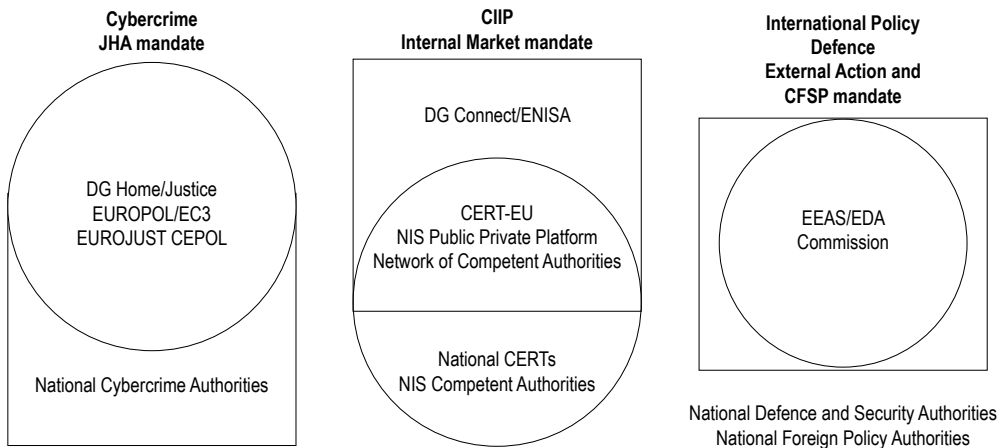 Cybercrime
JHA mandate
DG Home/Justice
EUROPOL/EC3
EUROJUST CEPOL
National Cybercrime Authorities
CIIP
Internal Market mandate
DG Connect/ENISA
CERT-EU
NIS Public Private Platform
Network of Competent Authorities
National CERTs
NIS Competent Authorities
International Policy
Defence
External Action and
CFSP mandate
EEAS/EDA
Commission
National Defence and Security Authorities
National Foreign Policy Authorities